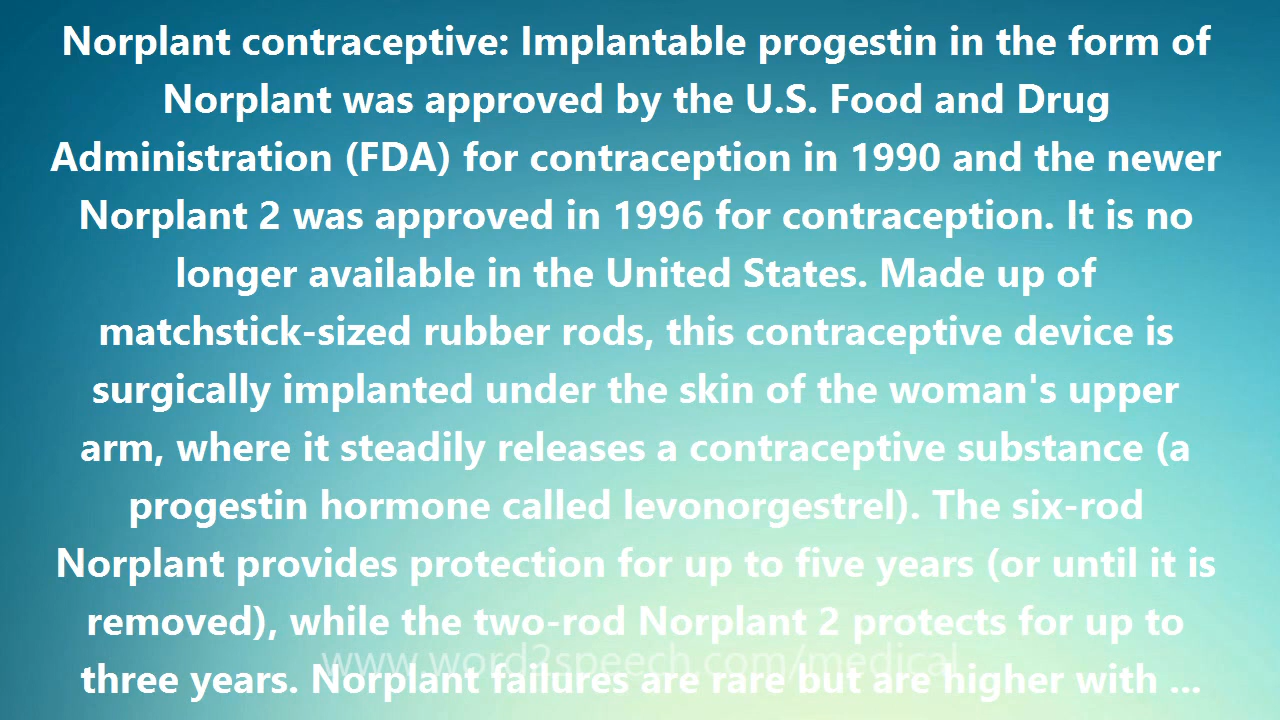 Norplant contraceptive: Implantable progestin in the form of
Norplant was approved by the U.S. Food and Drug
Administration (FDA) for contraception in 1990 and the newer
Norplant 2 was approved in 1996 for contraception. It is no
longer available in the United States. Made up of
matchstick-sized rubber rods, this contraceptive device is
surgically implanted under the skin of the woman's upper
arm, where it steadily releases a contraceptive substance (a
progestin hormone called levonorgestrel). The six-rod
Norplant provides protection for up to five years (or until it is
removed), while the two-rod Norplant 2 protects for up to
www.word2speech.com/medical
three years. Norplant failures are rare but are higher with ...